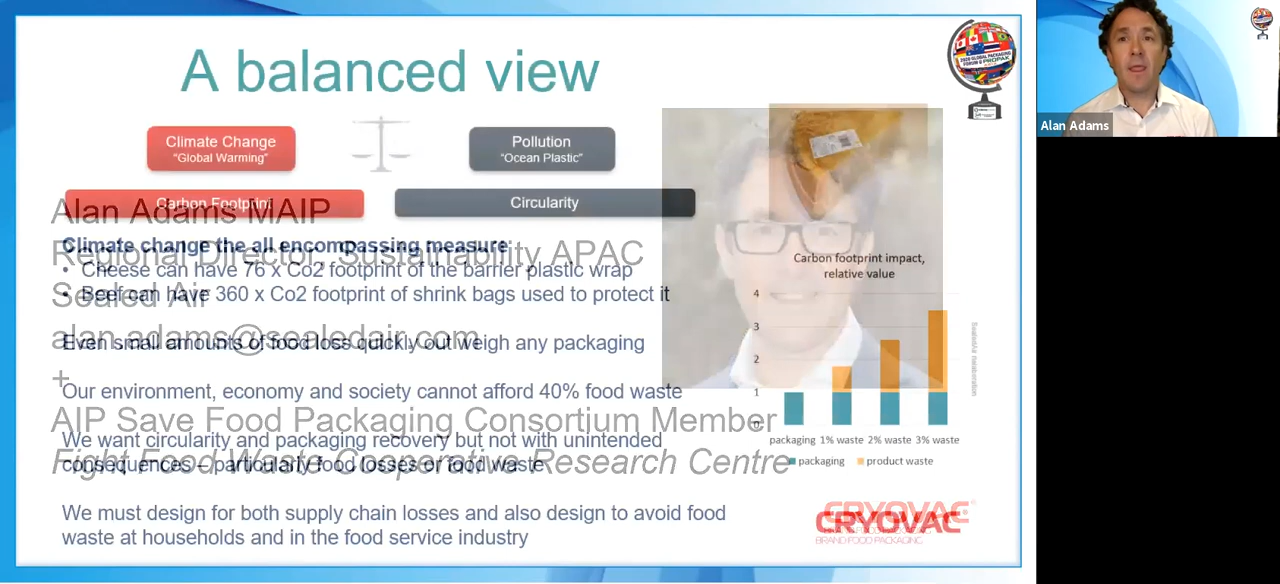 A balanced view
Climate Change
"Global Warming"
Pollution
"Ocean Plastic"
Carbon Footprint
Circularity
Alan Adams MAIP
Regional Director, Sustainability APAC
Sealed Air
alan.adams@sealedair.com
+
AIP Save Food Packaging Consortium Member
Fight Food Waste Cooperative Research Centre
Climate change the all encompassing measure
• Cheese can have 76 x Co2 footprint of the barrier plastic wrap
• Beef can have 360 x Co2 footprint of shrink bags used to protect it
Even small amounts of food loss quickly out weigh any packaging
Our environment, economy and society cannot afford 40% food waste
We want circularity and packaging recovery but not with unintended
consequences – particularly food losses or food waste
We must design for both supply chain losses and also design to avoid food
waste at households and in the food service industry
Carbon footprint impact,
relative value
4
3
2
1
0
packaging 1% waste 2% waste 3% waste
packaging product waste
CRYOVAC
BRAND FOOD PACKAGING
Alan Adams